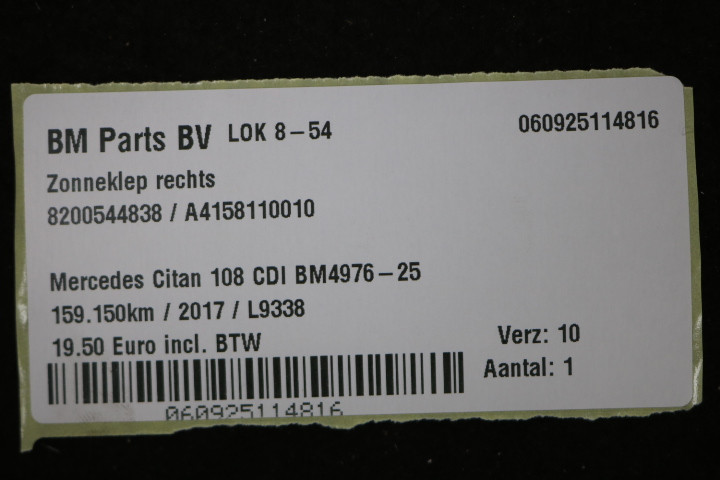 BM Parts BV LOK 8-54 060925114816
Zonneklep rechts
8200544838 / A4158110010
Mercedes Citan 108 CDI BM4976-25
159.150km / 2017 / L9338
19.50 Euro incl. BTW Verz: 10
Aantal: 1
060925114816